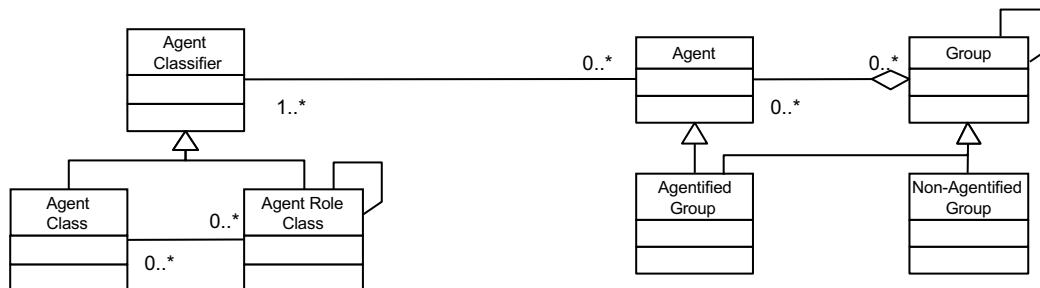 Agent
Classifier
0..*
Agent
0..*
Group
1..*
0..*
Agent
Class
0..*
Agent Role
Class
Agentified
Group
Non-Agentified
Group
0..*